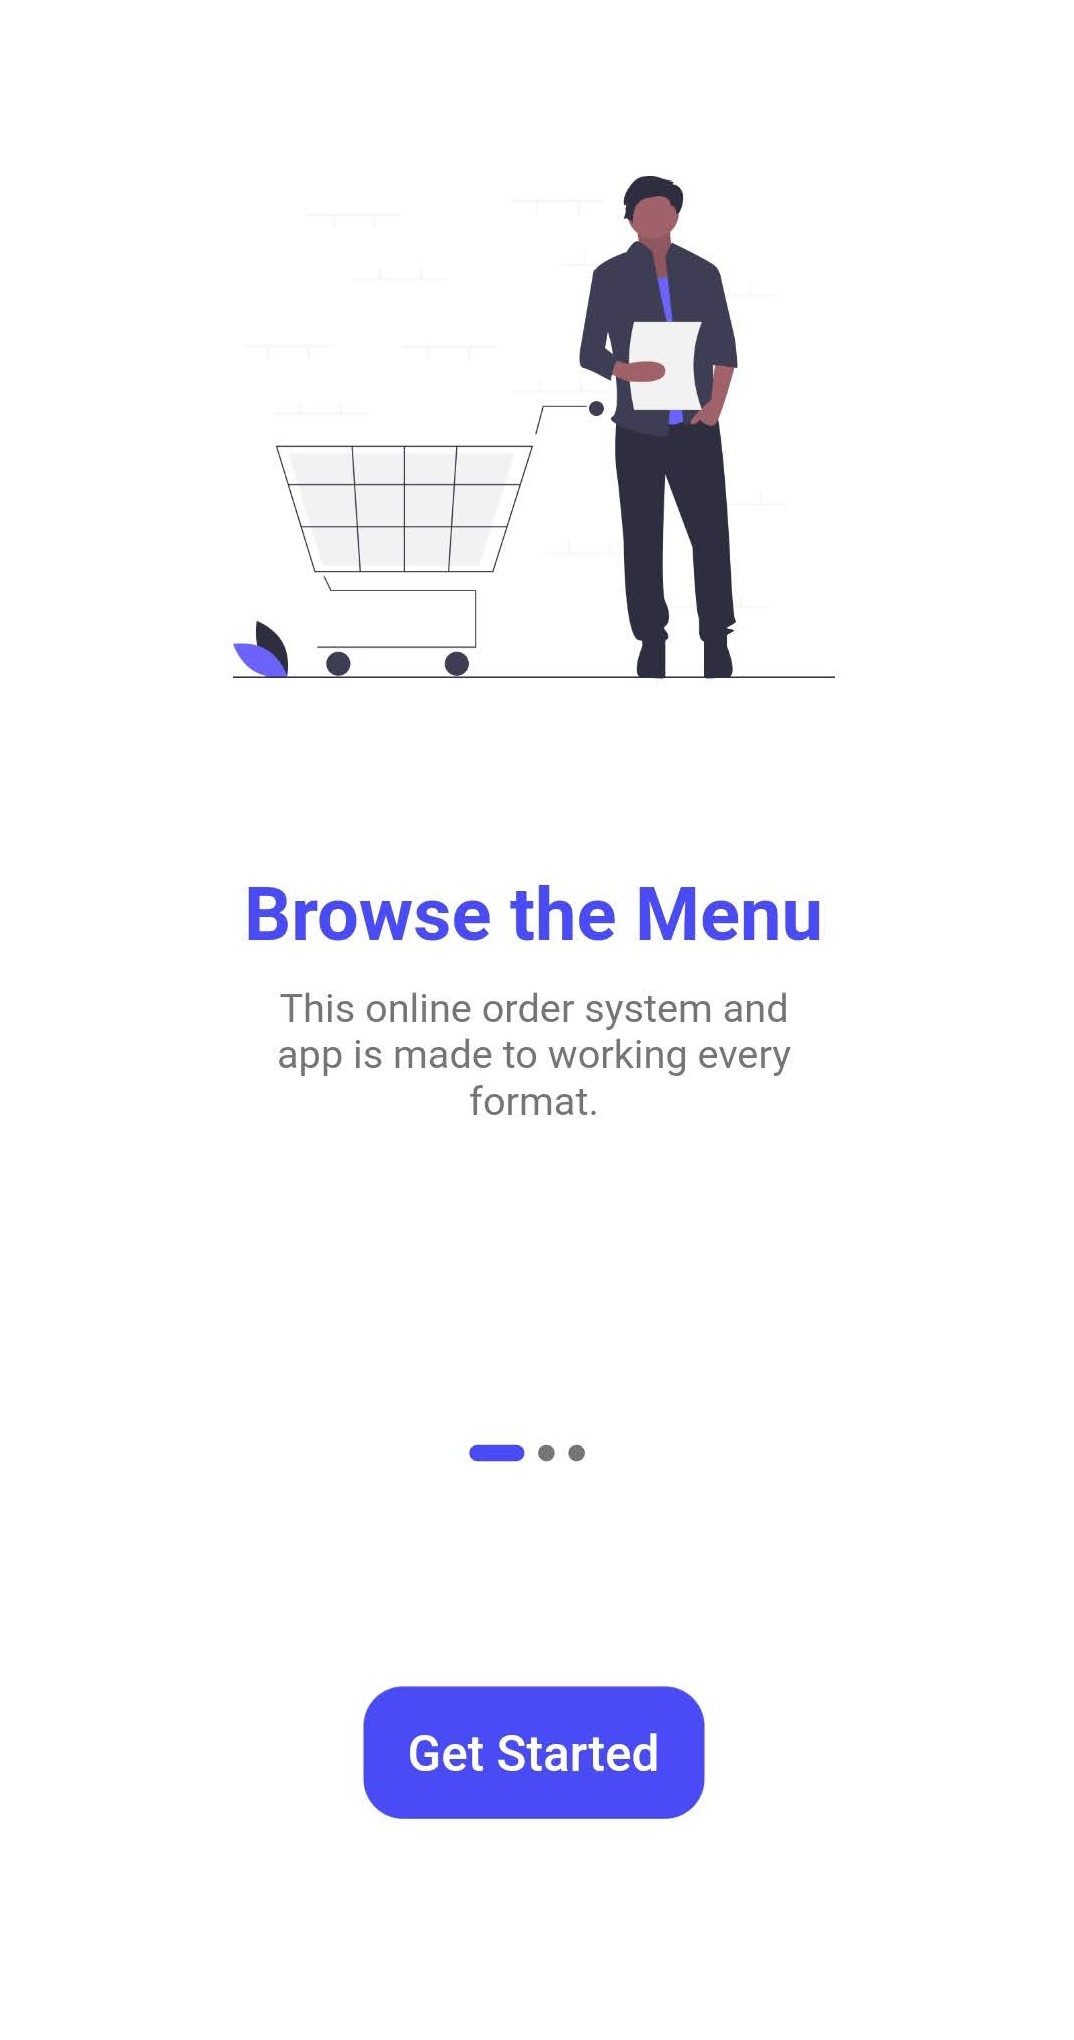 Browse the Menu
This online order system and
app is made to working every
format.
Get Started